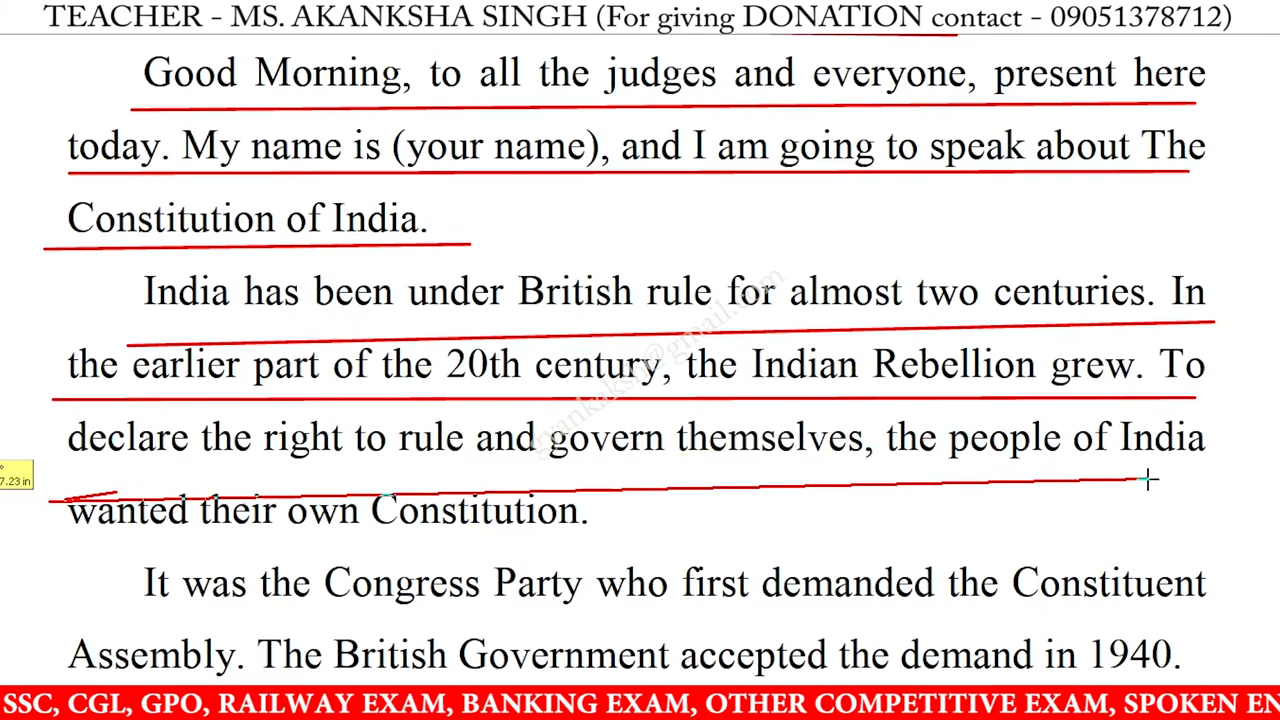 TEACHER - MS. AKANKSHA SINGH (For giving DONATION contact - 09051378712)
Good Morning, to all the judges and everyone, present here
today. My name is (your name), and I am going to speak about The
Constitution of India.
India has been under British rule for almost two centuries. In
the earlier part of the 20th century, the Indian Rebellion grew. To
declare the right to rule and govern themselves, the people of India
7.23 in
wanted their own Constitution.
It was the Congress Party who first demanded the Constituent
Assembly. The British Government accepted the demand in 1940.
SSC, CGL, GPO, RAILWAY EXAM, BANKING EXAM, OTHER COMPETITIVE EXAM, SPOKEN EN